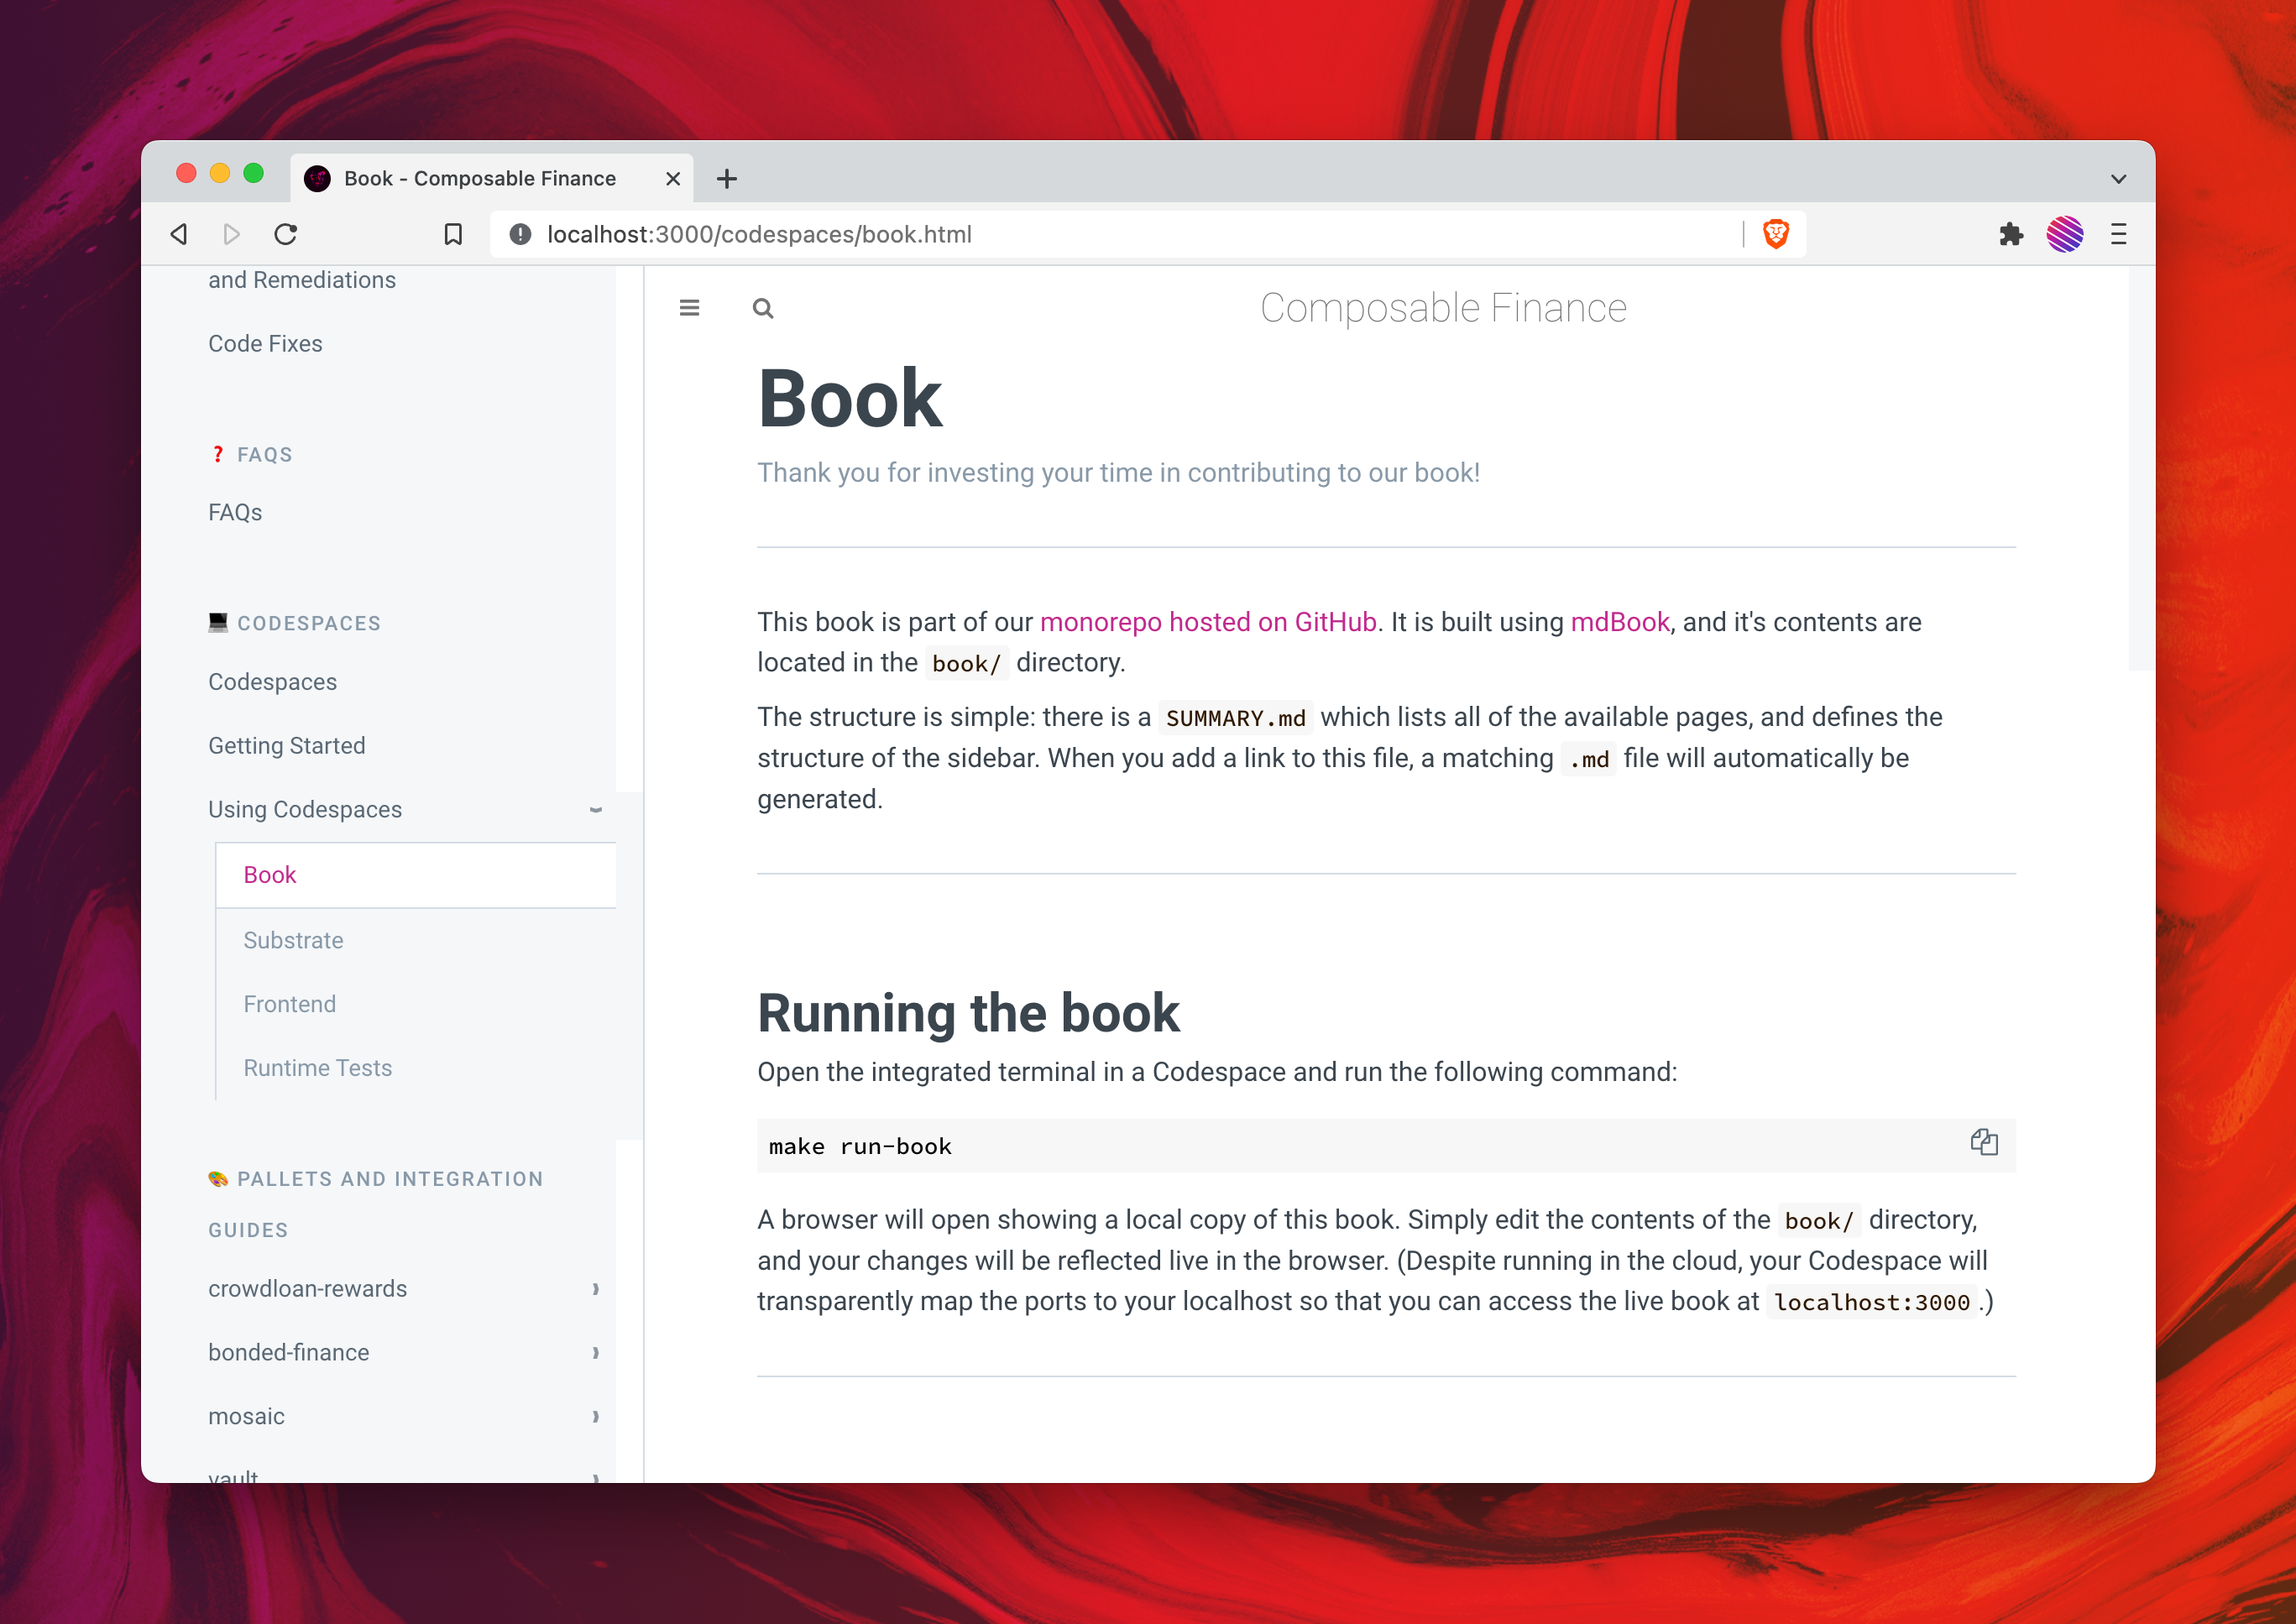 Book - Composable Finance
localhost:3000/codespaces/book.html
and Remediations
Code Fixes
❓ FAQS
FAQs
💻 CODESPACES
Codespaces
Getting Started
Using Codespaces
Book
Substrate
Frontend
Runtime Tests
🎨 PALLETS AND INTEGRATION
GUIDES
crowdloan-rewards
bonded-finance
mosaic
vault
Composable Finance
Book
Thank you for investing your time in contributing to our book!
This book is part of our monorepo hosted on GitHub. It is built using mdBook, and it's contents are
located in the book/ directory.
The structure is simple: there is a SUMMARY.md which lists all of the available pages, and defines the
structure of the sidebar. When you add a link to this file, a matching .md file will automatically be
generated.
Running the book
Open the integrated terminal in a Codespace and run the following command:
make run-book
A browser will open showing a local copy of this book. Simply edit the contents of the book/ directory,
and your changes will be reflected live in the browser. (Despite running in the cloud, your Codespace will
transparently map the ports to your localhost so that you can access the live book at localhost:3000.)